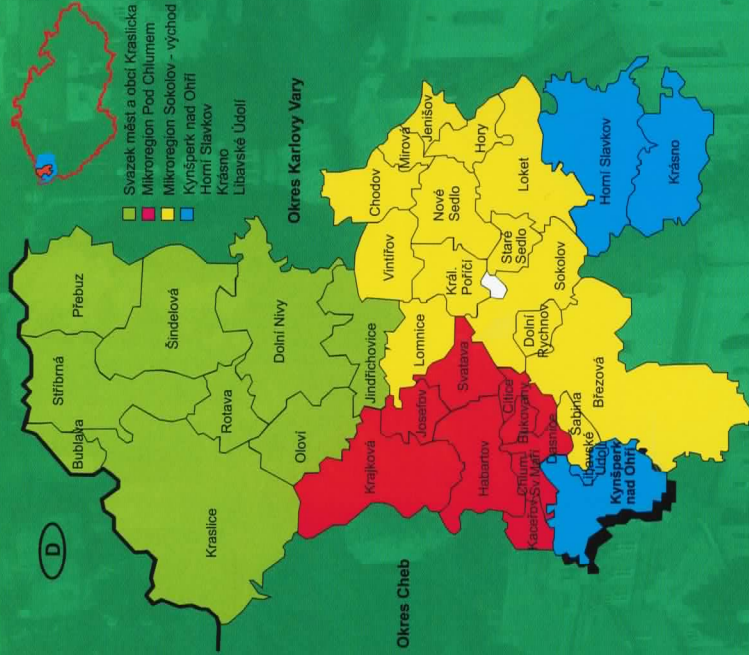 D
Svazek měst a obcí Kraslicka
Mikroregion Pod Chlumem
Mikroregion Sokolov - východ
Kynšperk nad Ohří
Horní Slavkov
Krásno
Libavské Údolí
Okres Karlovy Vary
Okres Cheb
Přebuz
Stříbrná
Bublava
Šindelová
Rotava
Kraslice
Dolní Nivy
Oloví
Jindřichovice
Krajková
Josefov
Svatava
Habartov
Citice
Bukovany
Chlum
Sv.Maří
Kaceřov
Dasnice
Lomnice
Vintířov
Chodov
Mírová
Jenišov
Hory
Nové
Sedlo
Loket
Král.
Poříčí
Staré
Sedlo
Sokolov
Dolní
Rychnov
Březová
Šabina
Libavské
Údolí
Kynšperk
nad Ohří
Horní Slavkov
Krásno